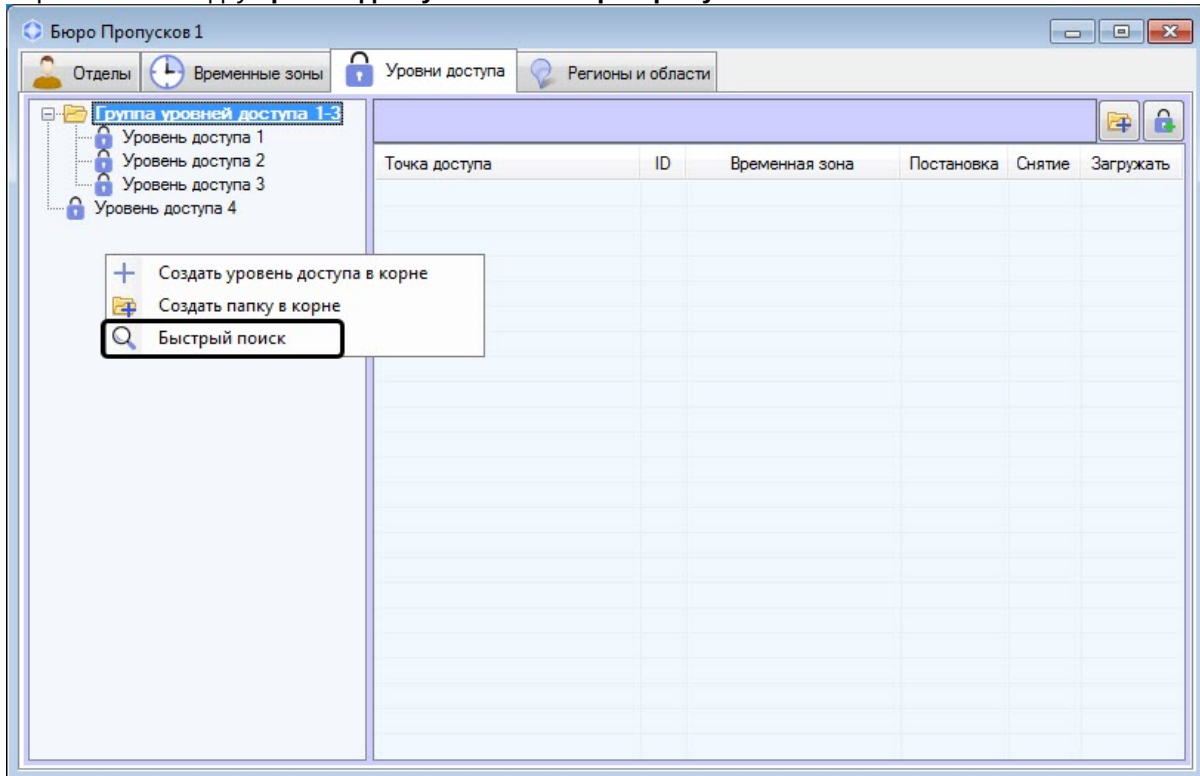 Бюро Пропусков 1
Отделы Временные зоны Уровни доступа Регионы и области
Группа уровней доступа 1-3
Уровень доступа 1
Уровень доступа 2
Уровень доступа 3
Уровень доступа 4
Точка доступа ID Временная зона Постановка Снятие Загружать
Создать уровень доступа в корне
Создать папку в корне
Быстрый поиск